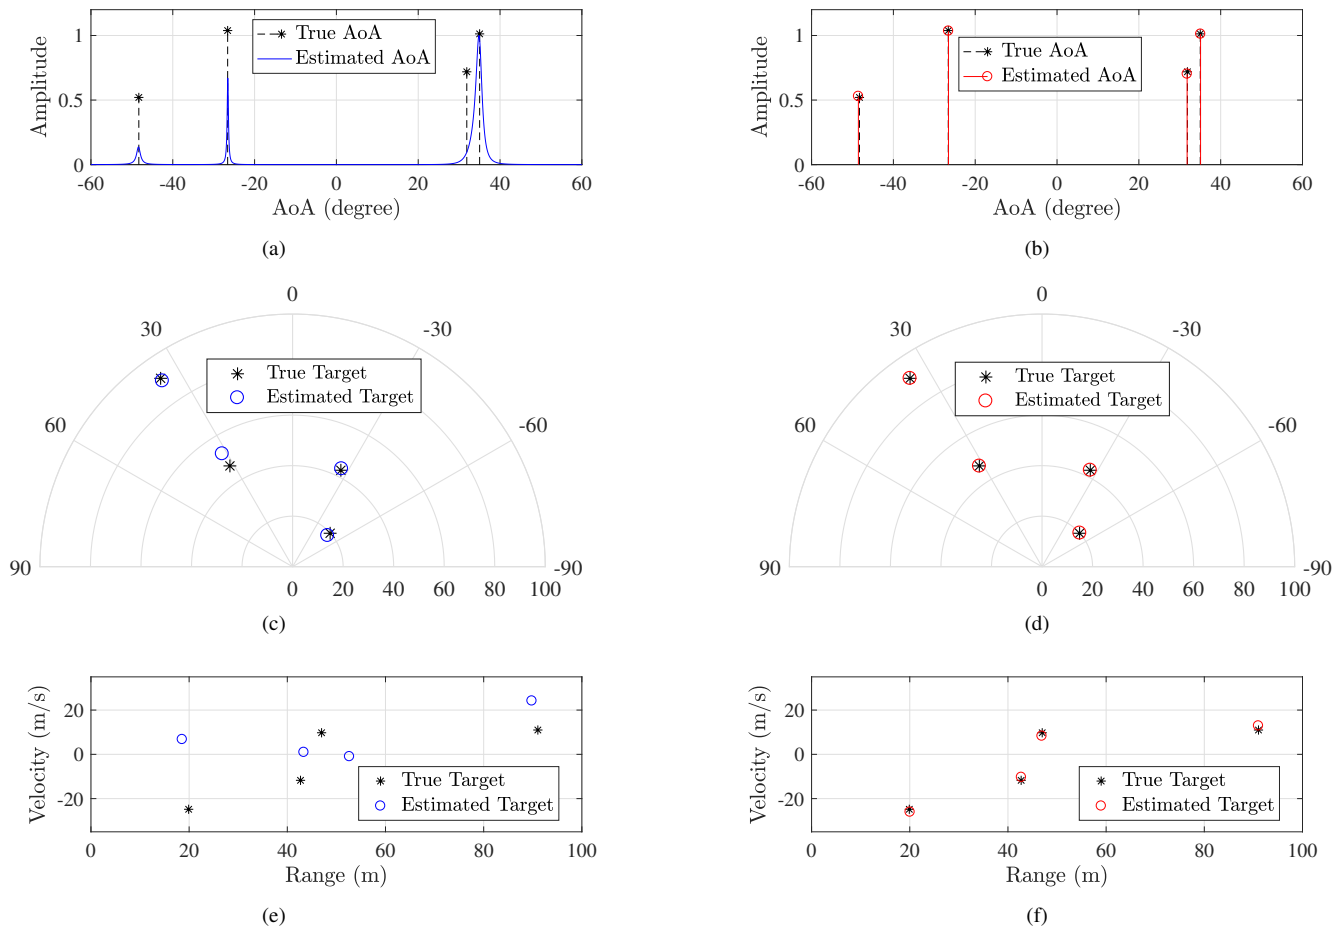 1
0.5
0
Amplitude
-60 -40 -20 0 20 40 60
AoA (degree)
True AoA
Estimated AoA
(a)
1
0.5
0
Amplitude
-60 -40 -20 0 20 40 60
AoA (degree)
True AoA
Estimated AoA
(b)
0
30 -30
60 -60
90 -90
True Target
Estimated Target
0 20 40 60 80 100
(c)
0
30 -30
60 -60
90 -90
True Target
Estimated Target
0 20 40 60 80 100
(d)
20
0
-20
Velocity (m/s)
True Target
Estimated Target
0 20 40 60 80 100
Range (m)
(e)
20
0
-20
Velocity (m/s)
True Target
Estimated Target
0 20 40 60 80 100
Range (m)
(f)